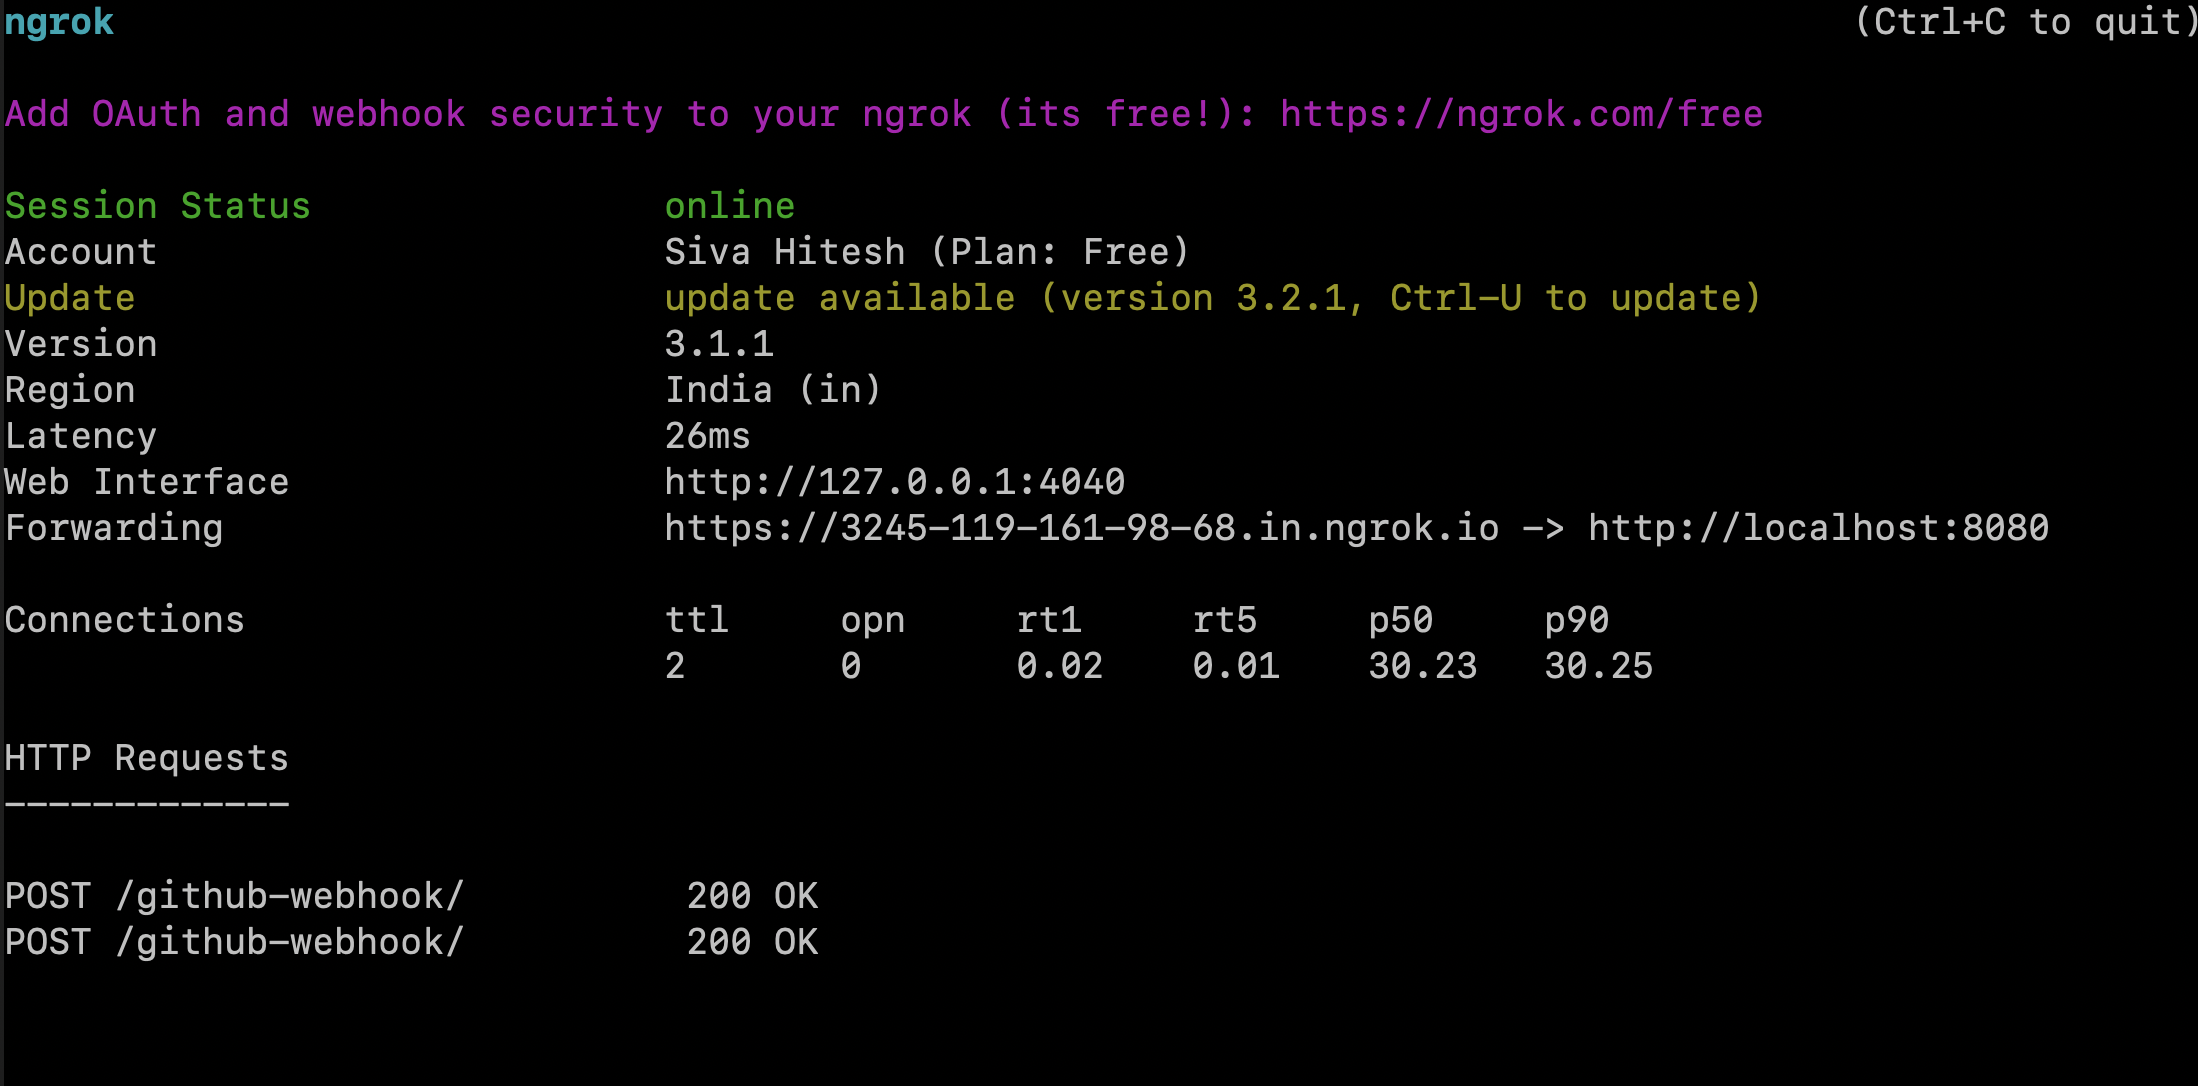 ngrok (Ctrl+C to quit)
Add OAuth and webhook security to your ngrok (its free!): https://ngrok.com/free
Session Status online
Account Siva Hitesh (Plan: Free)
Update update available (version 3.2.1, Ctrl-U to update)
Version 3.1.1
Region India (in)
Latency 26ms
Web Interface http://127.0.0.1:4040
Forwarding https://3245-119-161-98-68.in.ngrok.io -> http://localhost:8080
Connections ttl opn rt1 rt5 p50 p90
2 0 0.02 0.01 30.23 30.25
HTTP Requests
-------------
POST /github-webhook/ 200 OK
POST /github-webhook/ 200 OK